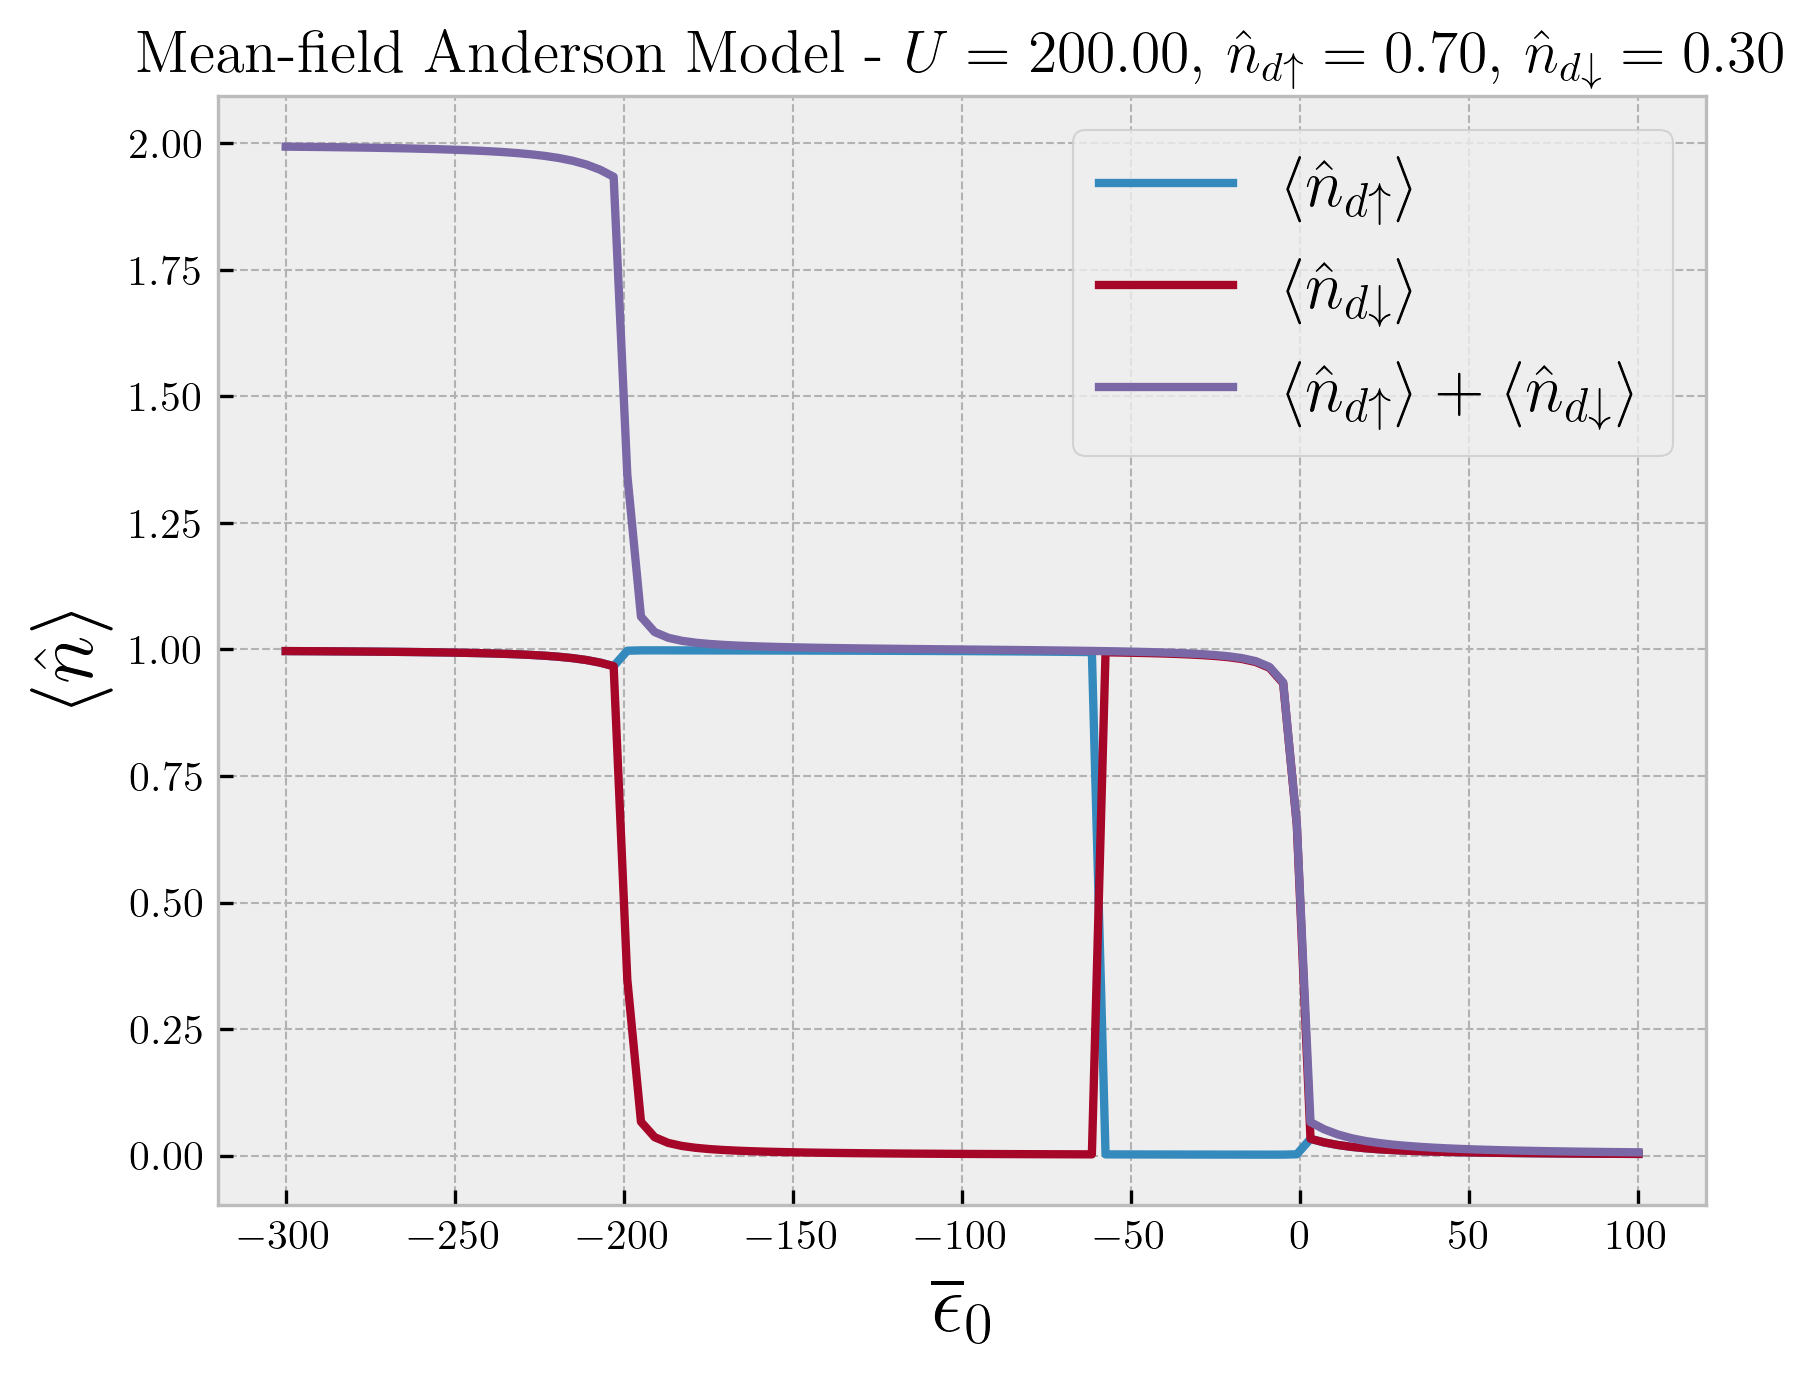 Mean-field Anderson Model - U = 200.00, n̂_{d↑} = 0.70, n̂_{d↓} = 0.30
⟨n̂_{d↑}⟩
⟨n̂_{d↓}⟩
⟨n̂_{d↑}⟩ + ⟨n̂_{d↓}⟩
⟨n̂⟩
2.00
1.75
1.50
1.25
1.00
0.75
0.50
0.25
0.00
−300 −250 −200 −150 −100 −50 0 50 100
ϵ̅₀